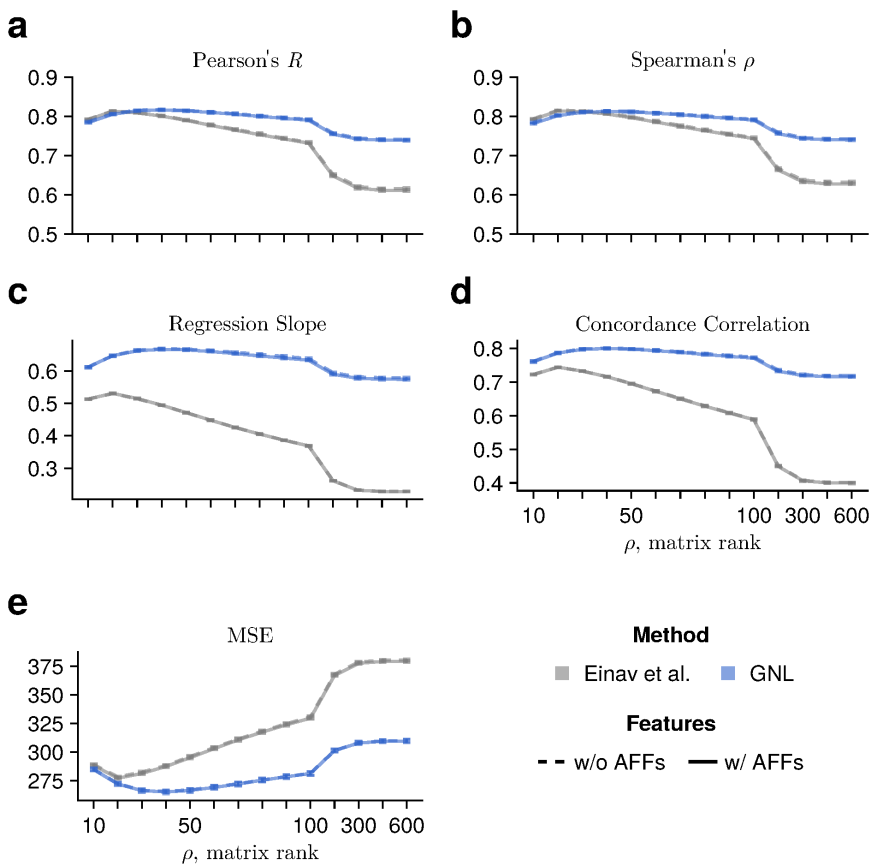 a
Pearson's R
0.9
0.8
0.7
0.6
0.5
b
Spearman's ρ
0.9
0.8
0.7
0.6
0.5
c
Regression Slope
0.6
0.5
0.4
0.3
d
Concordance Correlation
0.8
0.7
0.6
0.5
0.4
10 50 100 300 600
ρ, matrix rank
e
MSE
375
350
325
300
275
10 50 100 300 600
ρ, matrix rank
Method
Einav et al. GNL
Features
w/o AFFs w/ AFFs